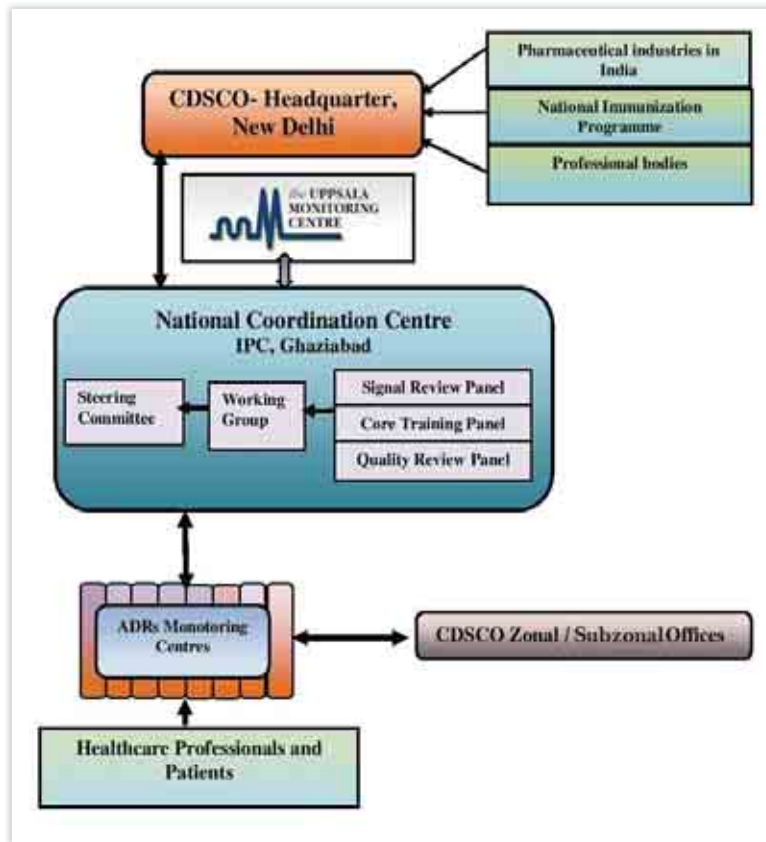 Pharmaceutical industries in
India
CDSCO- Headquarter,
New Delhi
National Immunization
Programme
Professional bodies
the UPPSALA
MONITORING
CENTRE
National Coordination Centre
IPC, Ghaziabad
Steering
Committee
Working
Group
Signal Review Panel
Core Training Panel
Quality Review Panel
ADRs Monotoring
Centres
CDSCO Zonal / Subzonal Offices
Healthcare Professionals and
Patients